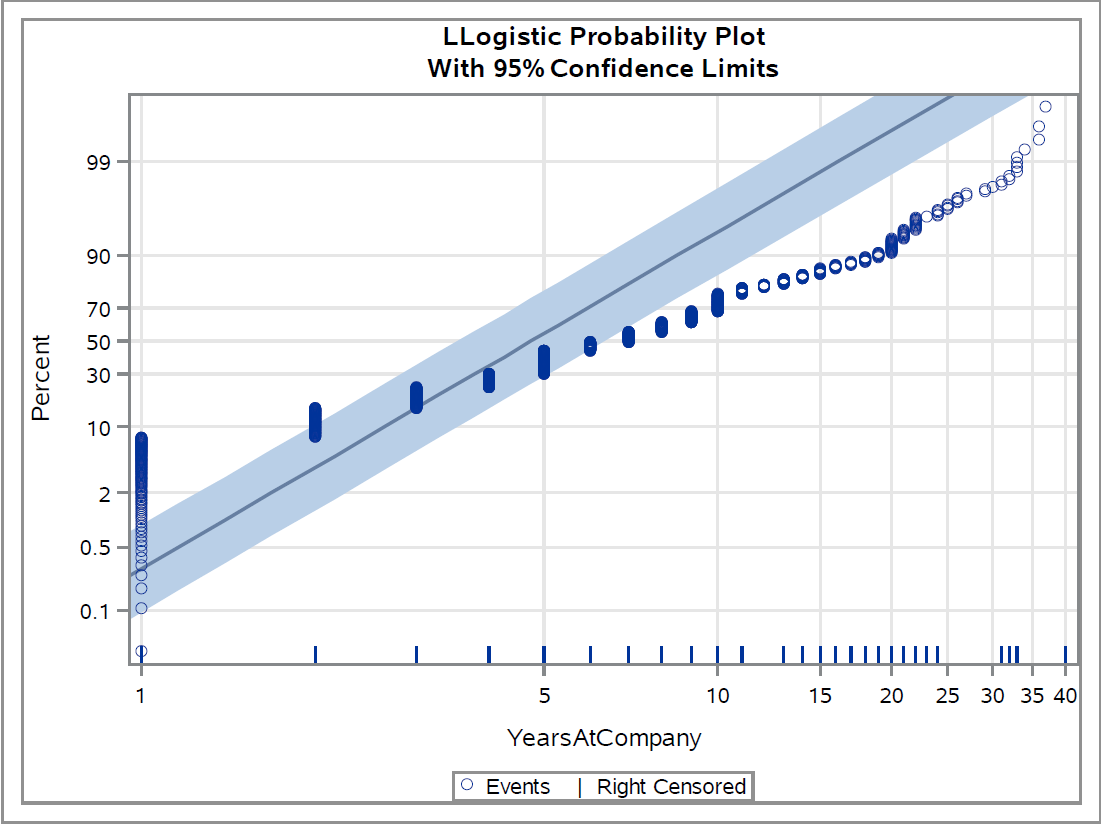 LLogistic Probability Plot
With 95% Confidence Limits
Percent
99
90
70
50
30
10
2
0.5
0.1
1 5 10 15 20 25 30 35 40
YearsAtCompany
Events | Right Censored